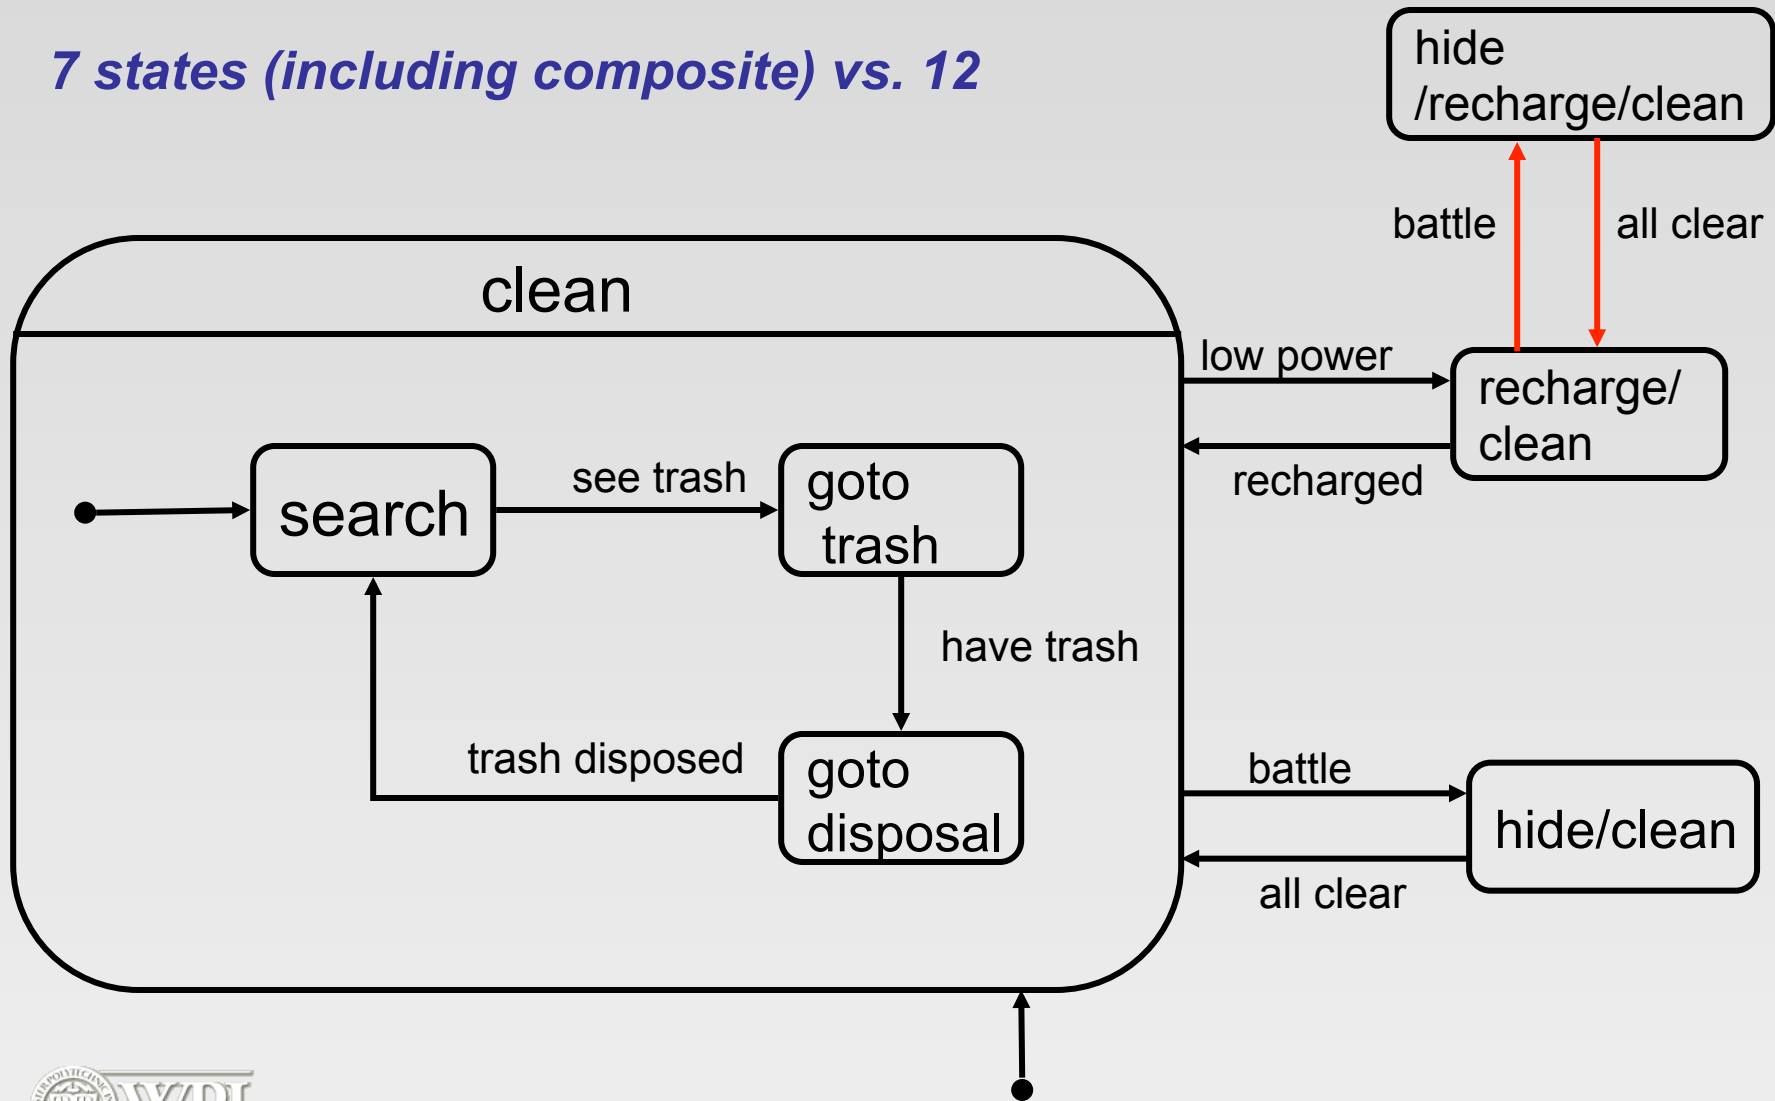 7 states (including composite) vs. 12
hide
/recharge/clean
battle
all clear
clean
low power
recharge/
clean
recharged
search
see trash
goto
trash
have trash
trash disposed
goto
disposal
battle
hide/clean
all clear
WPI